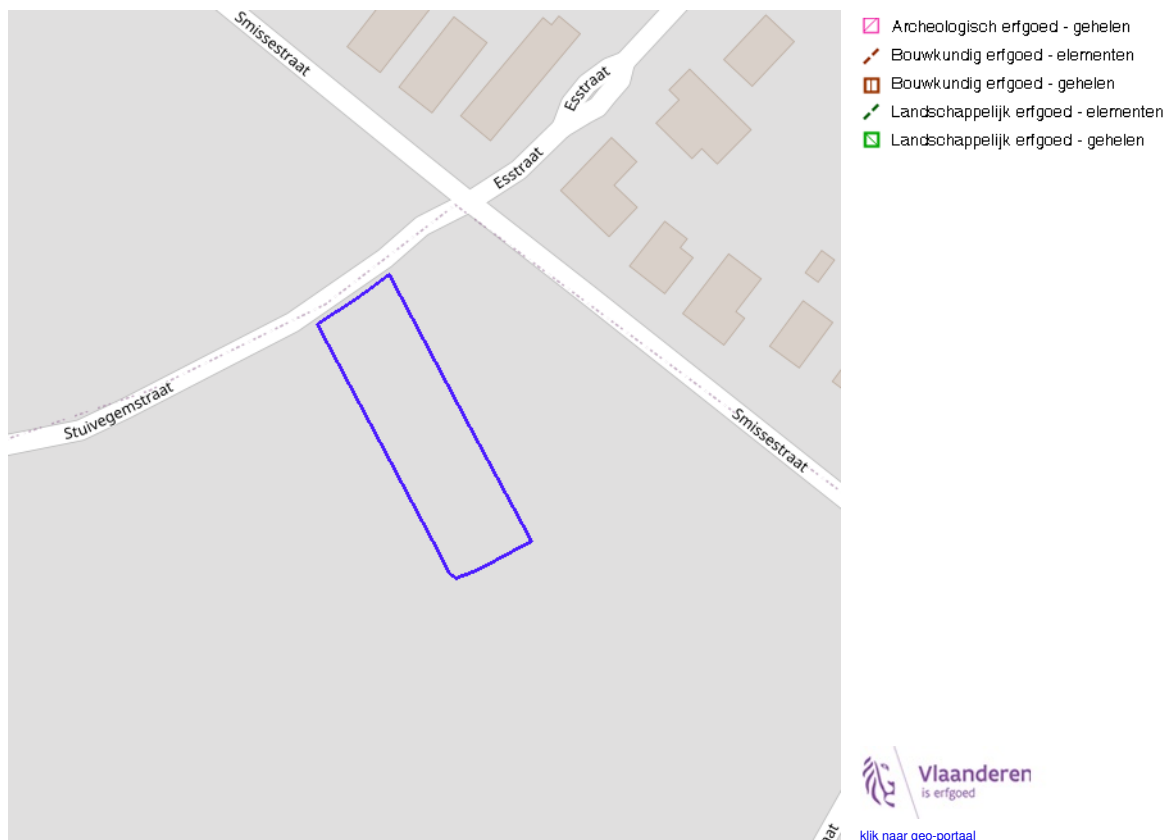 Smissestraat
Esstraat
Esstraat
Stuivegemstraat
Smissestraat
aat
Archeologisch erfgoed - gehelen
Bouwkundig erfgoed - elementen
Bouwkundig erfgoed - gehelen
Landschappelijk erfgoed - elementen
Landschappelijk erfgoed - gehelen
Vlaanderen
is erfgoed
klik naar geo-portaal